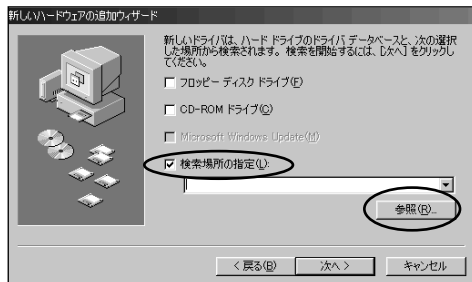 新しいハードウェアの追加ウィザード
新しいドライバは、ハード ドライブのドライバ データベースと、次の選択
した場所から検索されます。検索を開始するには、[次へ] をクリックし
てください。
フロッピー ディスク ドライブ(F)
CD-ROM ドライブ(C)
Microsoft Windows Update(M)
検索場所の指定(L):
参照(R)...
< 戻る(B)
次へ >
キャンセル